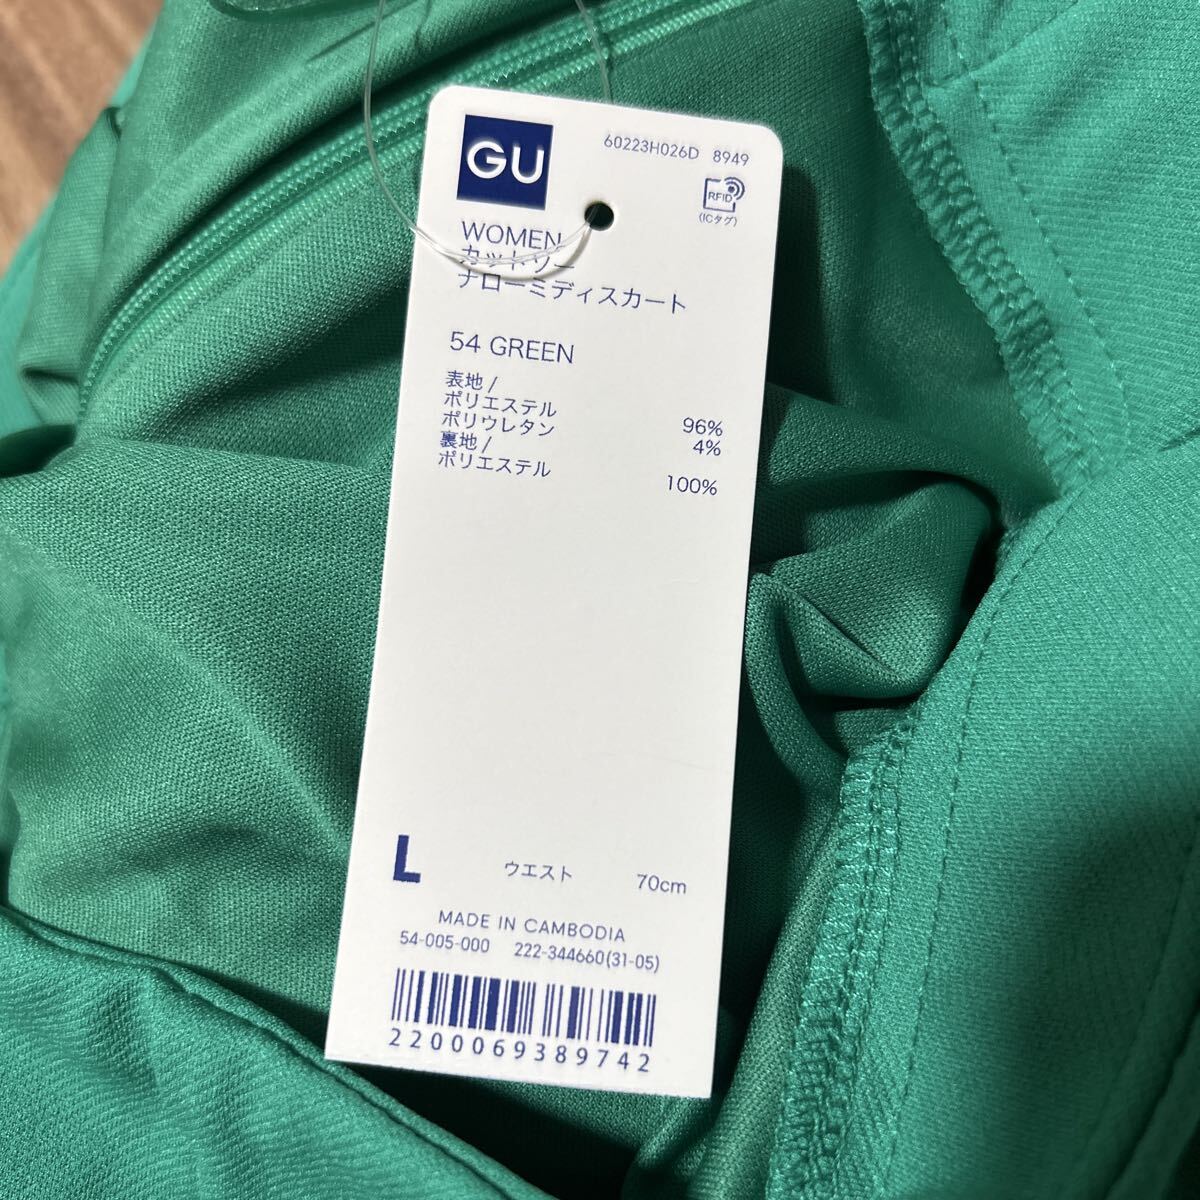 GU
60223H026D 8949
RFID
(ICタグ)
WOMEN
カットソー
ナローミディスカート
54 GREEN
表地 /
ポリエステル 96%
ポリウレタン 4%
裏地 /
ポリエステル 100%
L ウエスト 70cm
MADE IN CAMBODIA
54-005-000 222-344660(31-05)
2200069389742